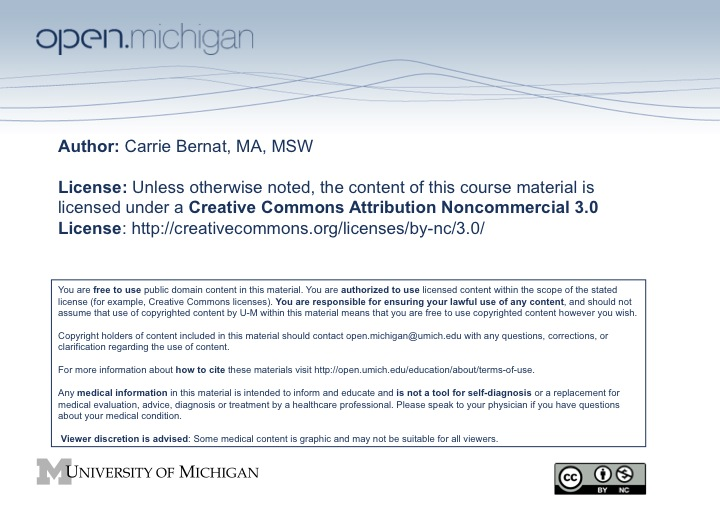 open.michigan
Author: Carrie Bernat, MA, MSW
License: Unless otherwise noted, the content of this course material is
licensed under a Creative Commons Attribution Noncommercial 3.0
License: http://creativecommons.org/licenses/by-nc/3.0/
You are free to use public domain content in this material. You are authorized to use licensed content within the scope of the stated
license (for example, Creative Commons licenses). You are responsible for ensuring your lawful use of any content, and should not
assume that use of copyrighted content by U-M within this material means that you are free to use copyrighted content however you wish.
Copyright holders of content included in this material should contact open.michigan@umich.edu with any questions, corrections, or
clarification regarding the use of content.
For more information about how to cite these materials visit http://open.umich.edu/education/about/terms-of-use.
Any medical information in this material is intended to inform and educate and is not a tool for self-diagnosis or a replacement for
medical evaluation, advice, diagnosis or treatment by a healthcare professional. Please speak to your physician if you have questions
about your medical condition.
Viewer discretion is advised: Some medical content is graphic and may not be suitable for all viewers.
M UNIVERSITY OF MICHIGAN
cc
BY NC